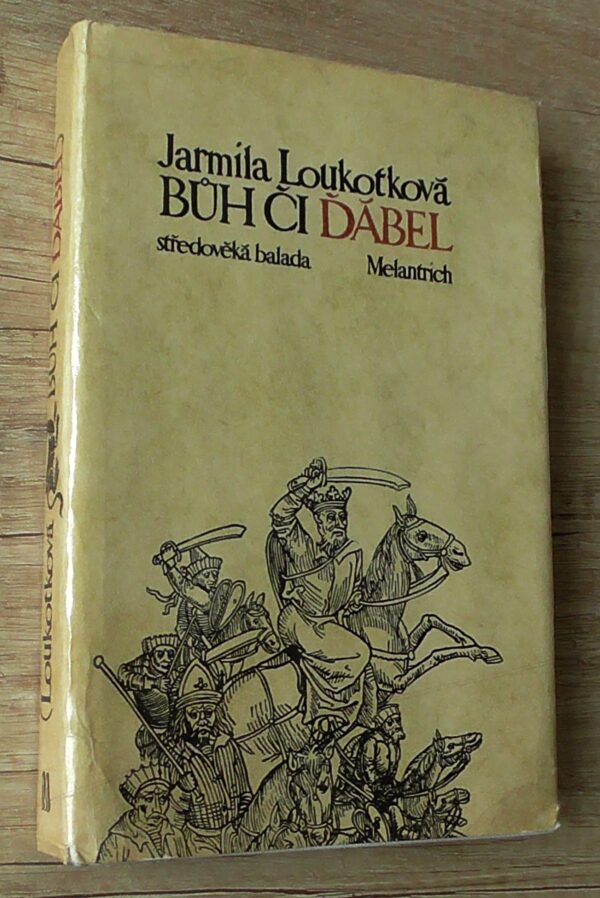 Jarmila Loukotková
BŮH ČI ĎÁBEL
středověká balada Melantrich
Loukotková BŮH ČI ĎÁBEL